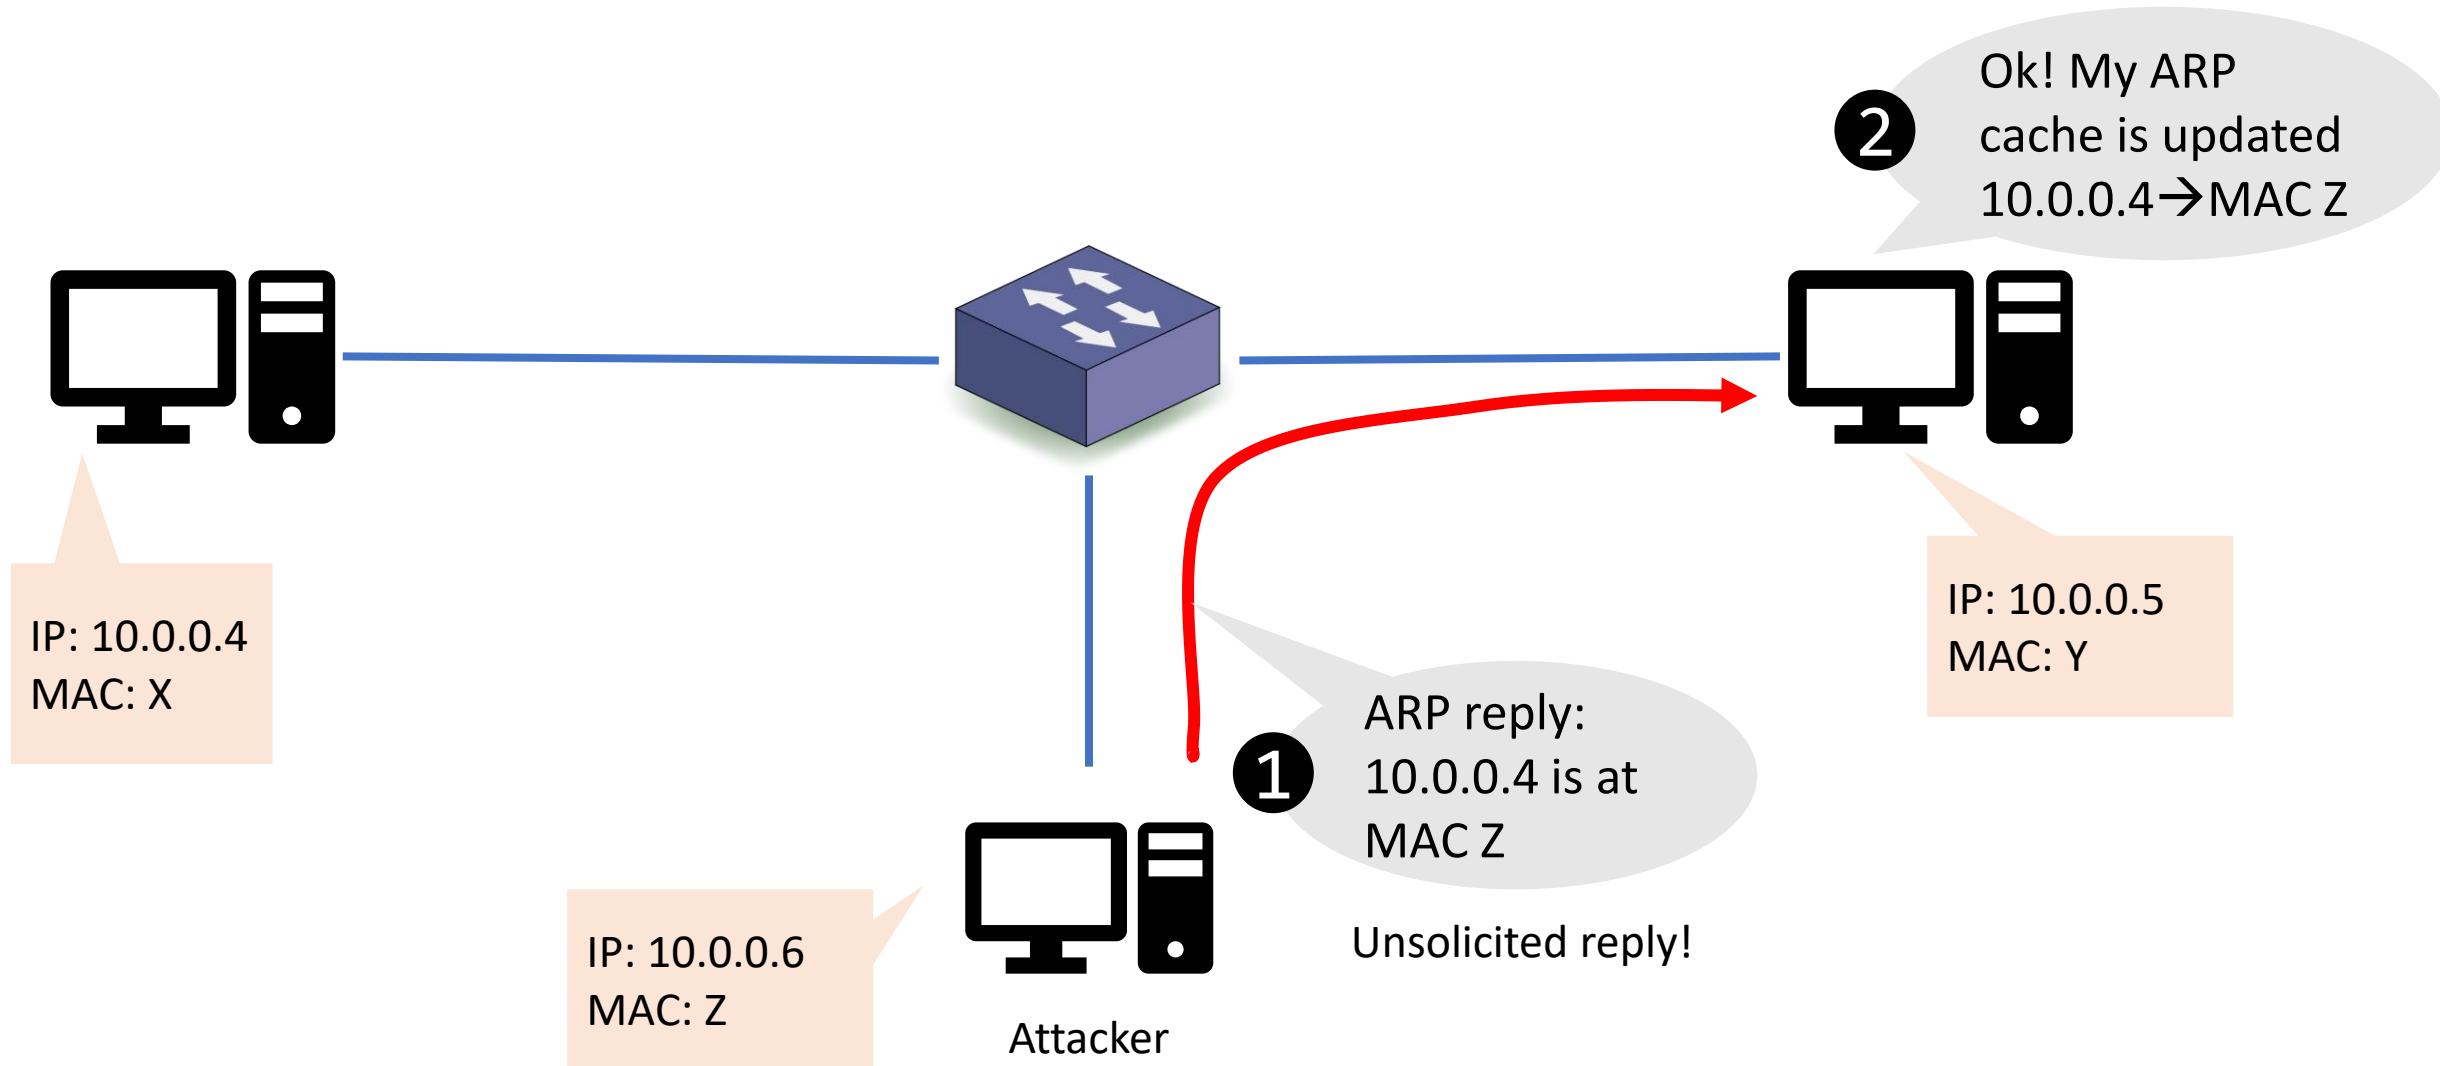 ❷
Ok! My ARP
cache is updated
10.0.0.4→MAC Z
IP: 10.0.0.4
MAC: X
IP: 10.0.0.5
MAC: Y
❶
ARP reply:
10.0.0.4 is at
MAC Z
Unsolicited reply!
IP: 10.0.0.6
MAC: Z
Attacker